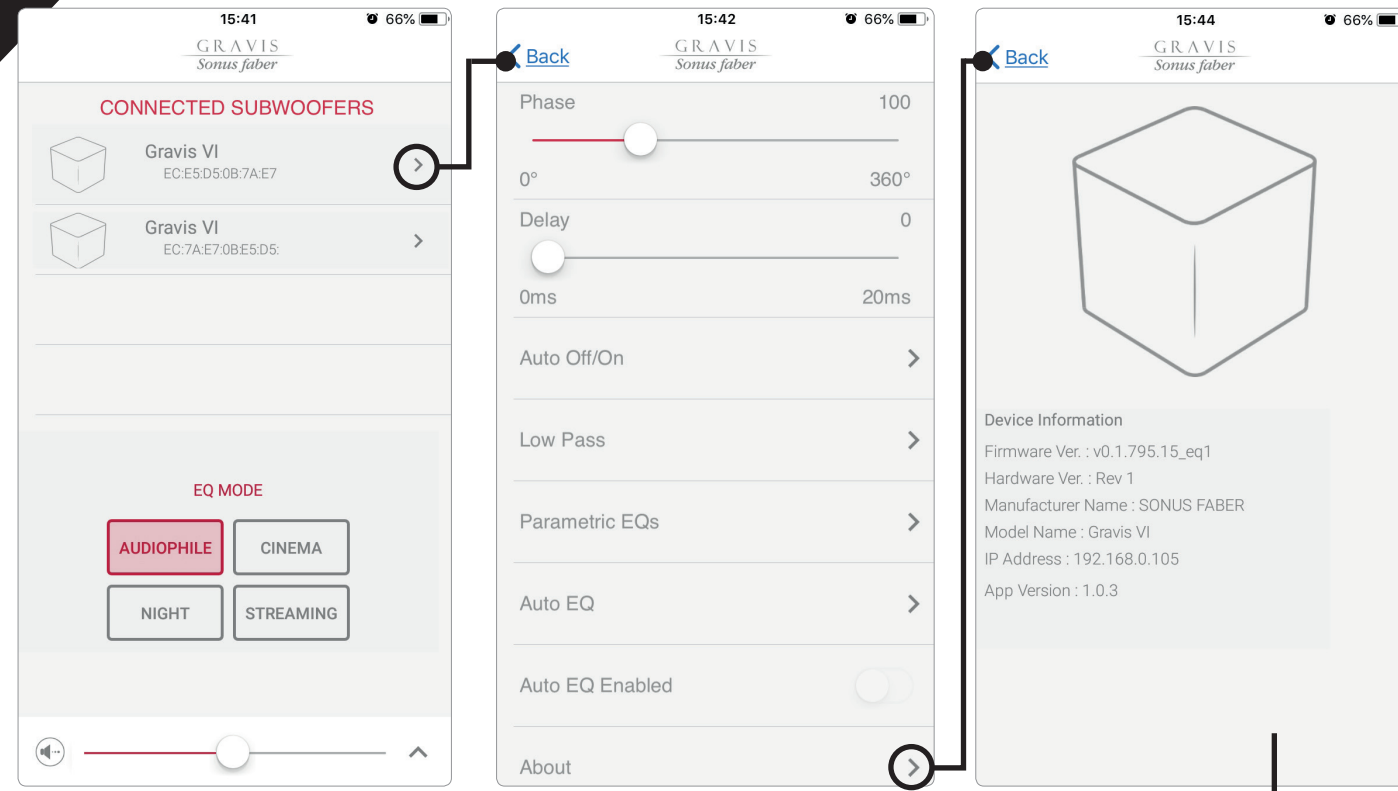 15:41
66%
GRAVIS
Sonus faber
CONNECTED SUBWOOFERS
Gravis VI
EC:E5:D5:0B:7A:E7
Gravis VI
EC:7A:E7:0B:E5:D5:
EQ MODE
AUDIOPHILE CINEMA
NIGHT STREAMING
15:42
66%
Back
GRAVIS
Sonus faber
Phase 100
0° 360°
Delay 0
0ms 20ms
Auto Off/On
Low Pass
Parametric EQs
Auto EQ
Auto EQ Enabled
About
15:44
66%
Back
GRAVIS
Sonus faber
Device Information
Firmware Ver. : v0.1.795.15_eq1
Hardware Ver. : Rev 1
Manufacturer Name : SONUS FABER
Model Name : Gravis VI
IP Address : 192.168.0.105
App Version : 1.0.3